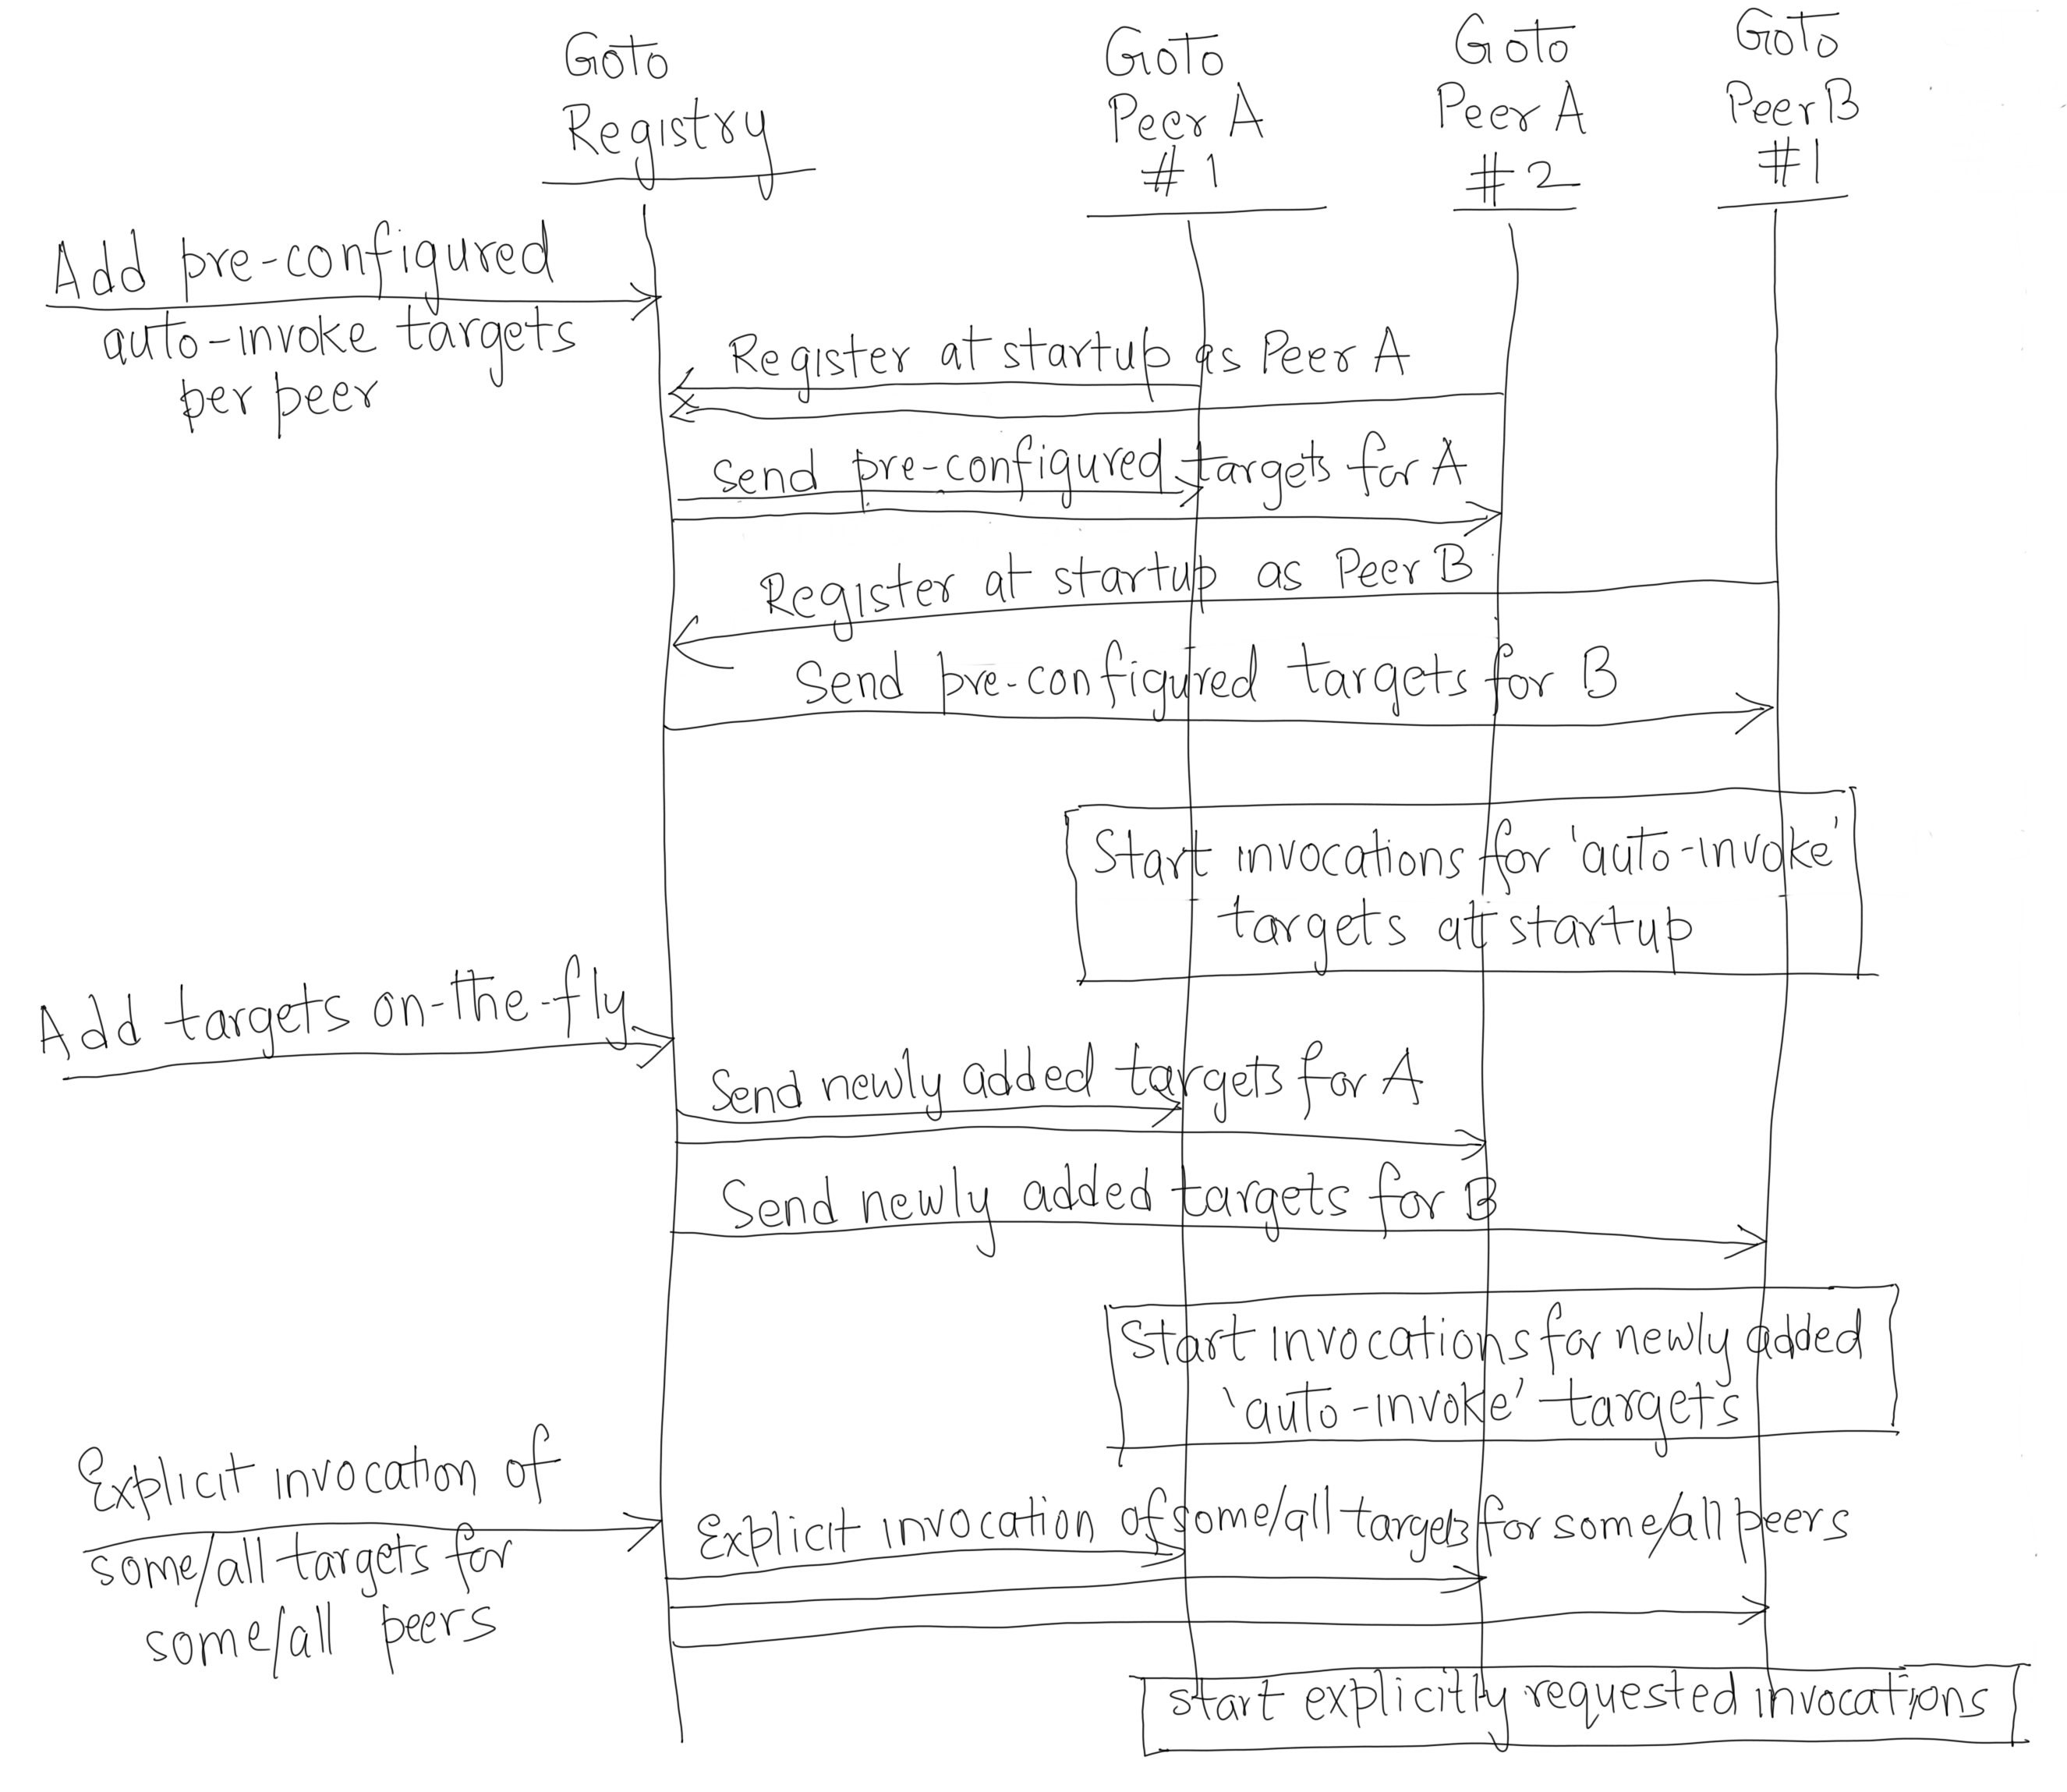 Goto
Registry
Goto
Peer A
#1
Goto
Peer A
#2
Goto
Peer B
#1
Add pre-configured
auto-invoke targets
per peer
Register at startup as Peer A
Send pre-configured targets for A
Register at startup as Peer B
Send pre-configured targets for B
Start invocations for 'auto-invoke'
targets at startup
Add targets on-the-fly
Send newly added targets for A
Send newly added targets for B
Start invocations for newly added
'auto-invoke' targets
Explicit invocation of
some/all targets for
some/all peers
Explicit invocation of some/all targets for some/all peers
start explicitly requested invocations